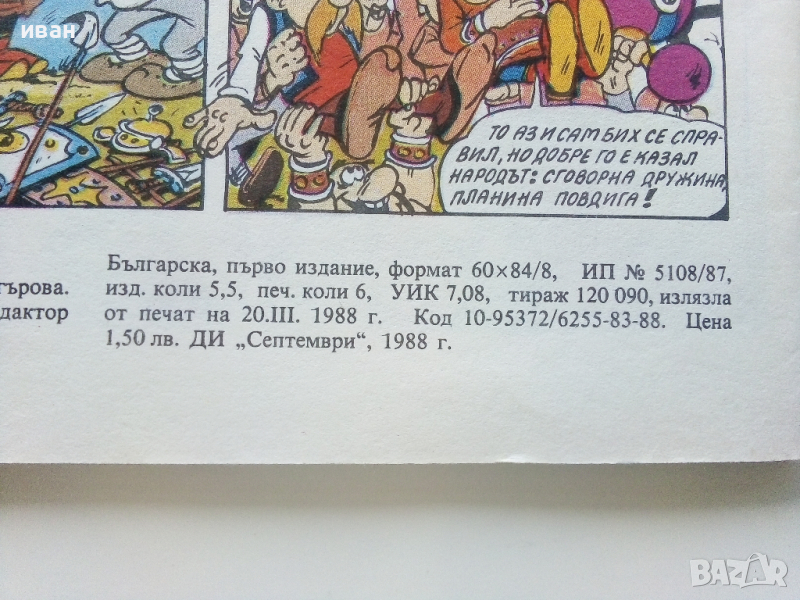 иван
ТО АЗ И САМ БИХ СЕ СПРА-
ВИЛ, НО ДОБРЕ ГО Е КАЗАЛ
НАРОДЪТ: СГОВОРНА ДРУЖИНА
ПЛАНИНА ПОВДИГА!
Българска, първо издание, формат 60×84/8, ИП № 5108/87,
гърова. изд. коли 5,5, печ. коли 6, УИК 7,08, тираж 120 090, излязла
дактор от печат на 20.III. 1988 г. Код 10-95372/6255-83-88. Цена
1,50 лв. ДИ „Септември“, 1988 г.
BAZAR